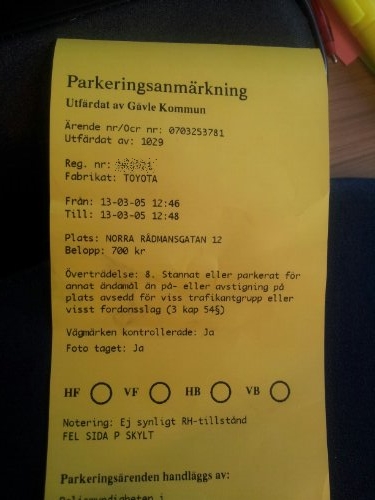 Parkeringsanmärkning
Utfärdat av Gävle Kommun
Ärende nr/Ocr nr: 0703253781
Utfärdat av: 1029
Reg. nr:
Fabrikat: TOYOTA
Från: 13-03-05 12:46
Till: 13-03-05 12:48
Plats: NORRA RÅDMANSGATAN 12
Belopp: 700 kr
Överträdelse: 8. Stannat eller parkerat för
annat ändamål än på- eller avstigning på
plats avsedd för viss trafikantgrupp eller
visst fordonsslag (3 kap 54§)
Vägmärken kontrollerade: Ja
Foto taget: Ja
HF VF HB VB
Notering: Ej synligt RH-tillstånd
FEL SIDA P SKYLT
Parkeringsärenden handläggs av:
Polismyndigheten i